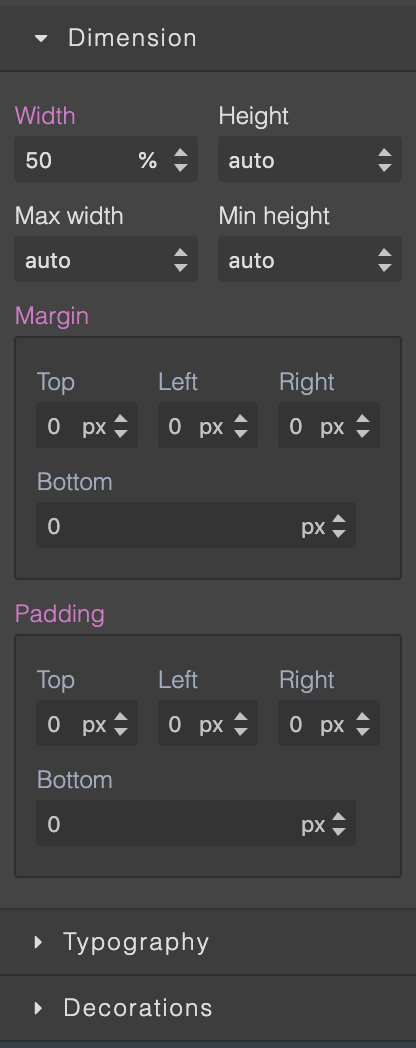 Dimension
Width Height
50 % auto
Max width Min height
auto auto
Margin
Top Left Right
0 px 0 px 0 px
Bottom
0 px
Padding
Top Left Right
0 px 0 px 0 px
Bottom
0 px
Typography
Decorations